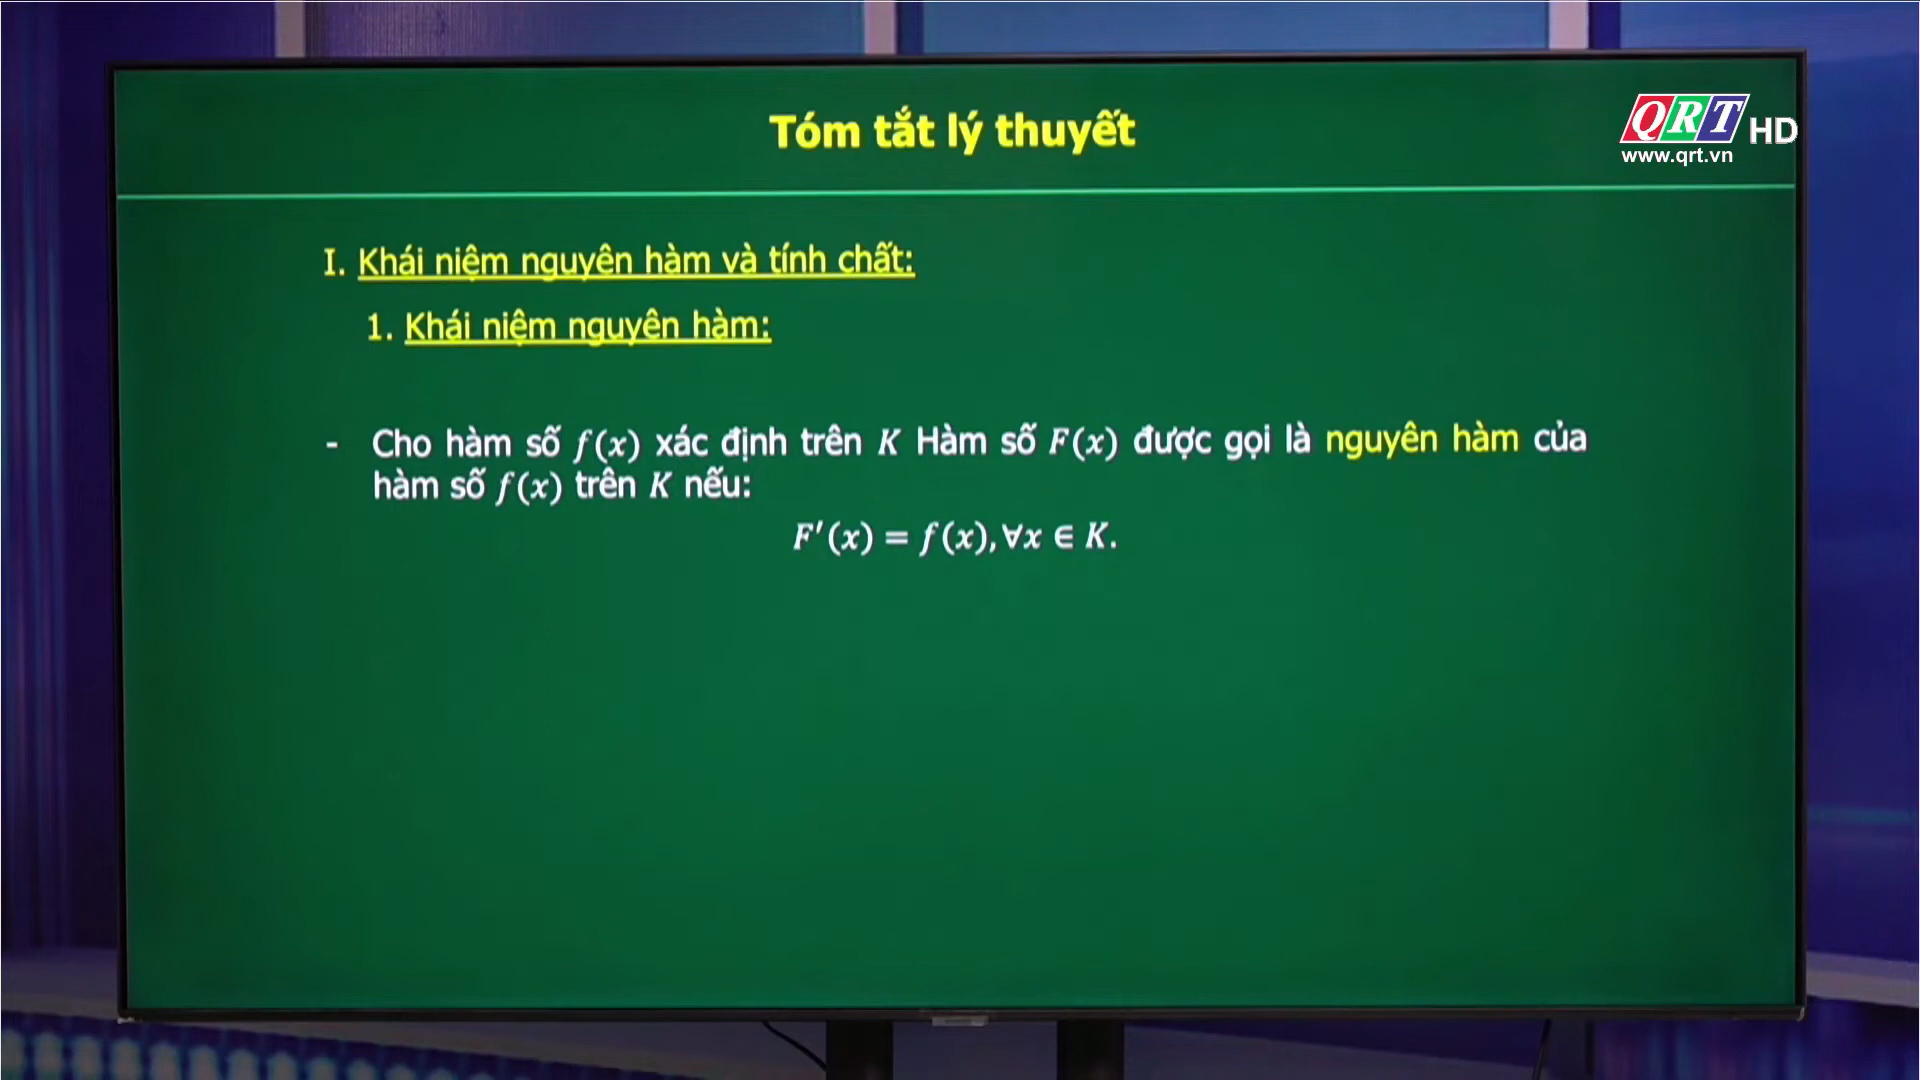 Tóm tắt lý thuyết
QRT HD
www.qrt.vn
I. Khái niệm nguyên hàm và tính chất:
1. Khái niệm nguyên hàm:
- Cho hàm số f(x) xác định trên K Hàm số F(x) được gọi là nguyên hàm của
hàm số f(x) trên K nếu:
F′(x) = f(x), ∀x ∈ K.